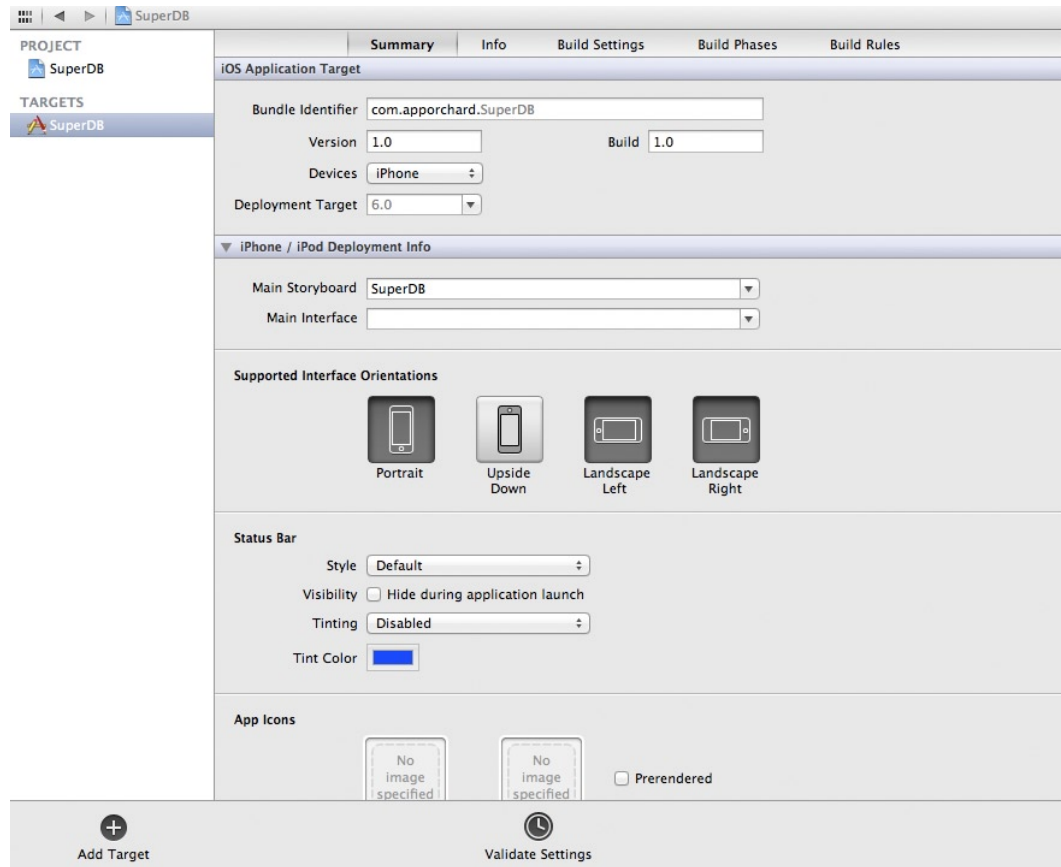 SuperDB
PROJECT
SuperDB
TARGETS
SuperDB
Summary Info Build Settings Build Phases Build Rules
iOS Application Target
Bundle Identifier com.apporchard.SuperDB
Version 1.0 Build 1.0
Devices iPhone
Deployment Target 6.0
iPhone / iPod Deployment Info
Main Storyboard SuperDB
Main Interface
Supported Interface Orientations
Portrait Upside Landscape Landscape
Down Left Right
Status Bar
Style Default
Visibility Hide during application launch
Tinting Disabled
Tint Color
App Icons
No No
image image Prerendered
specified specified
Add Target Validate Settings